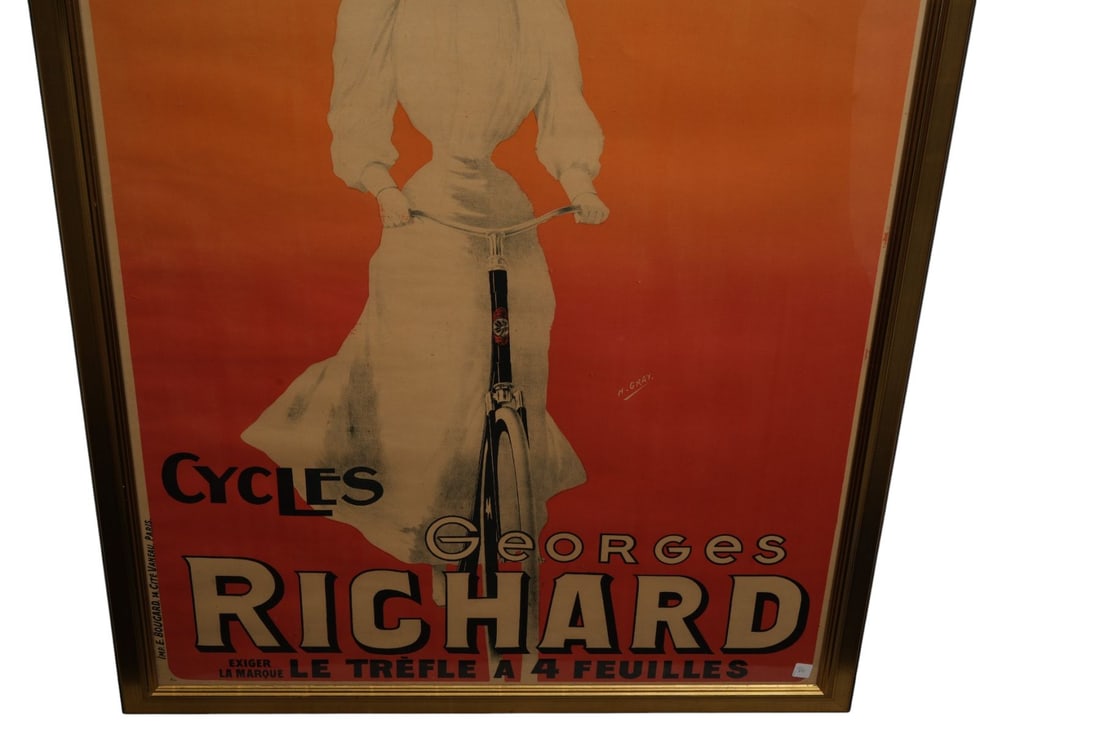 H. GRAY.
CYCLES
GEORGES
RICHARD
EXIGER
LA MARQUE
LE TRÈFLE A 4 FEUILLES
IMP. E. BOUGARD. 14 CITÉ VANEAU. PARIS.